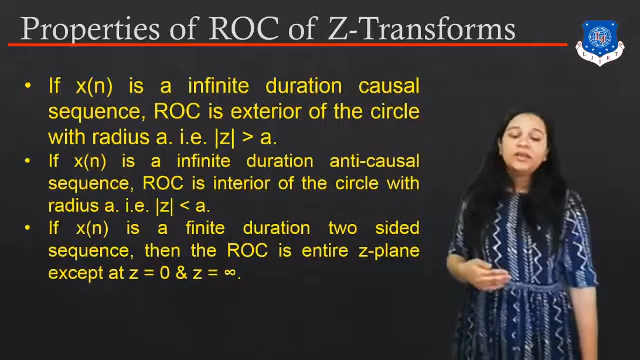 Properties of ROC of Z-Transforms
• If x(n) is a infinite duration causal
sequence, ROC is exterior of the circle
with radius a. i.e. |z| > a.
• If x(n) is a infinite duration anti-causal
sequence, ROC is interior of the circle with
radius a. i.e. |z| < a.
• If x(n) is a finite duration two sided
sequence, then the ROC is entire z-plane
except at z = 0 & z = ∞.